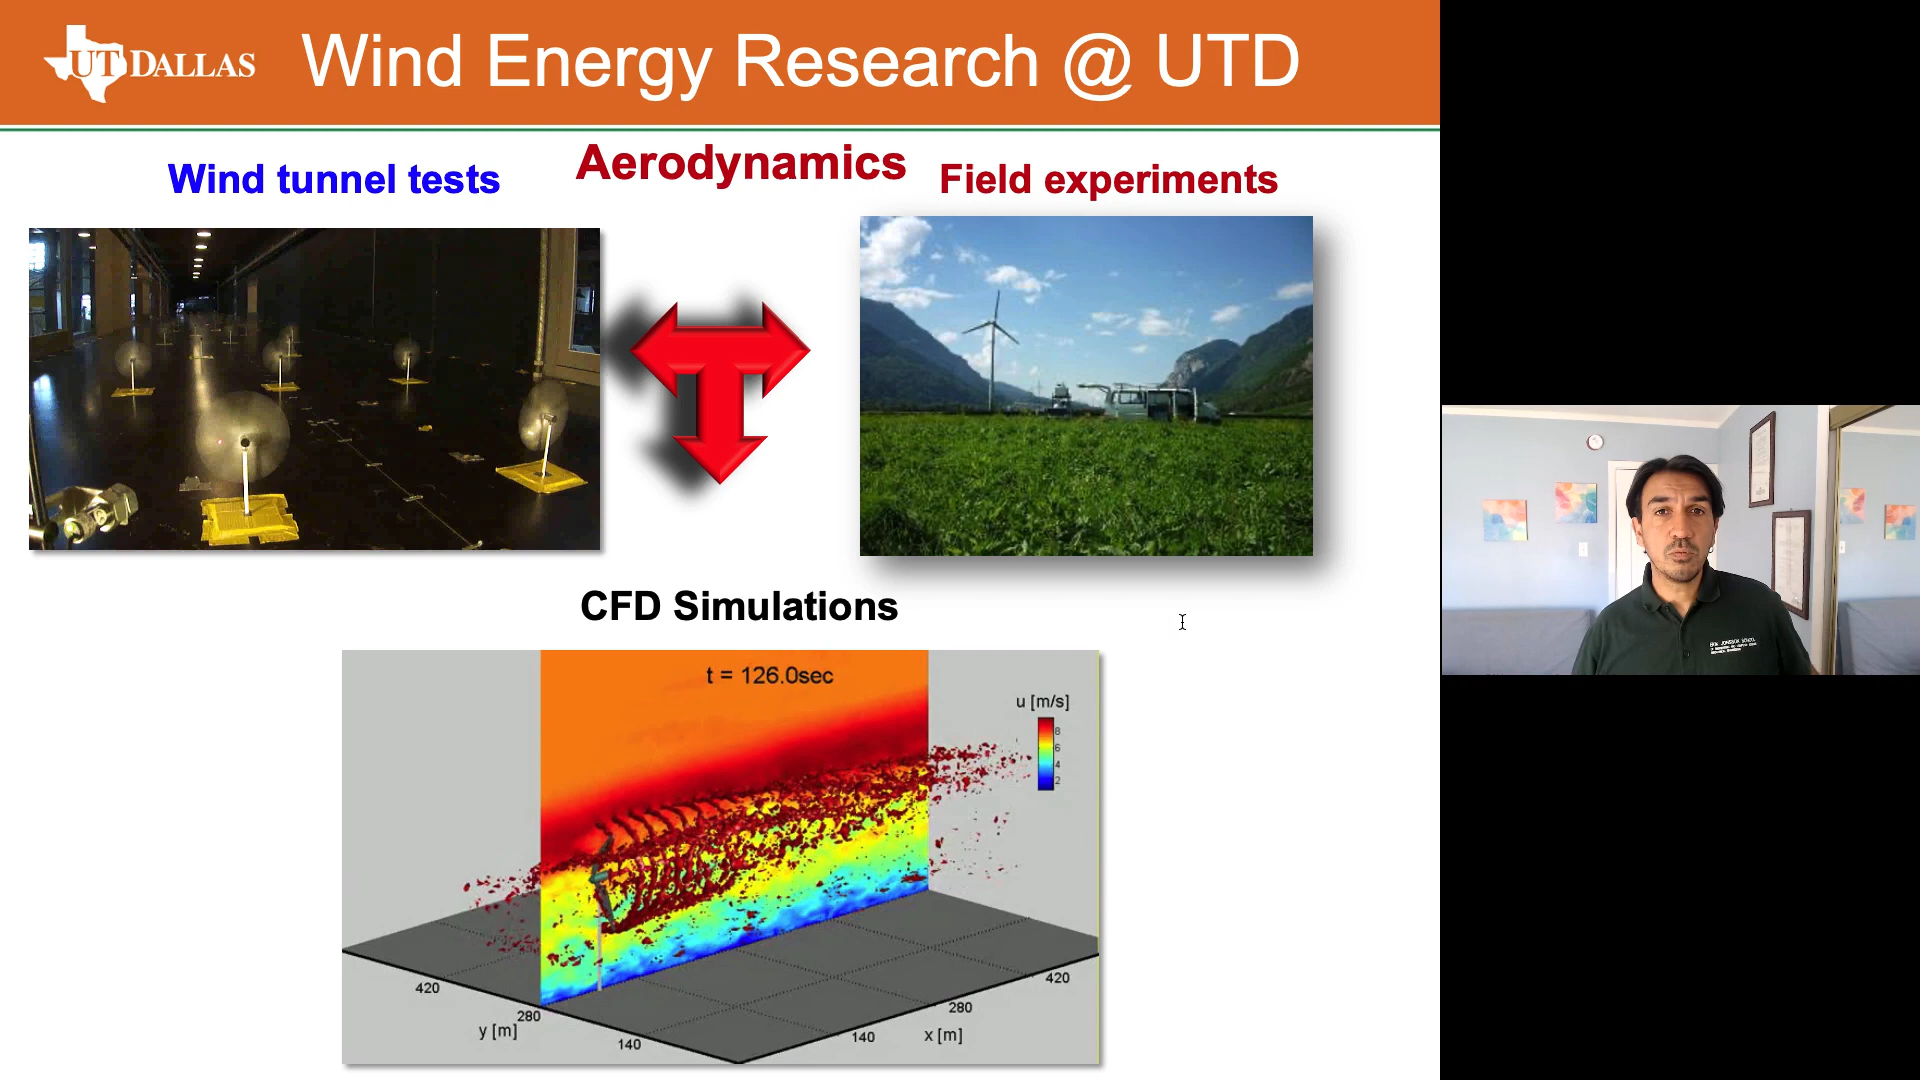 UT DALLAS
Wind Energy Research @ UTD
Aerodynamics
Wind tunnel tests
Field experiments
CFD Simulations
t = 126.0sec
u [m/s]
8
6
4
2
420
280
140
y [m]
140
280
420
x [m]